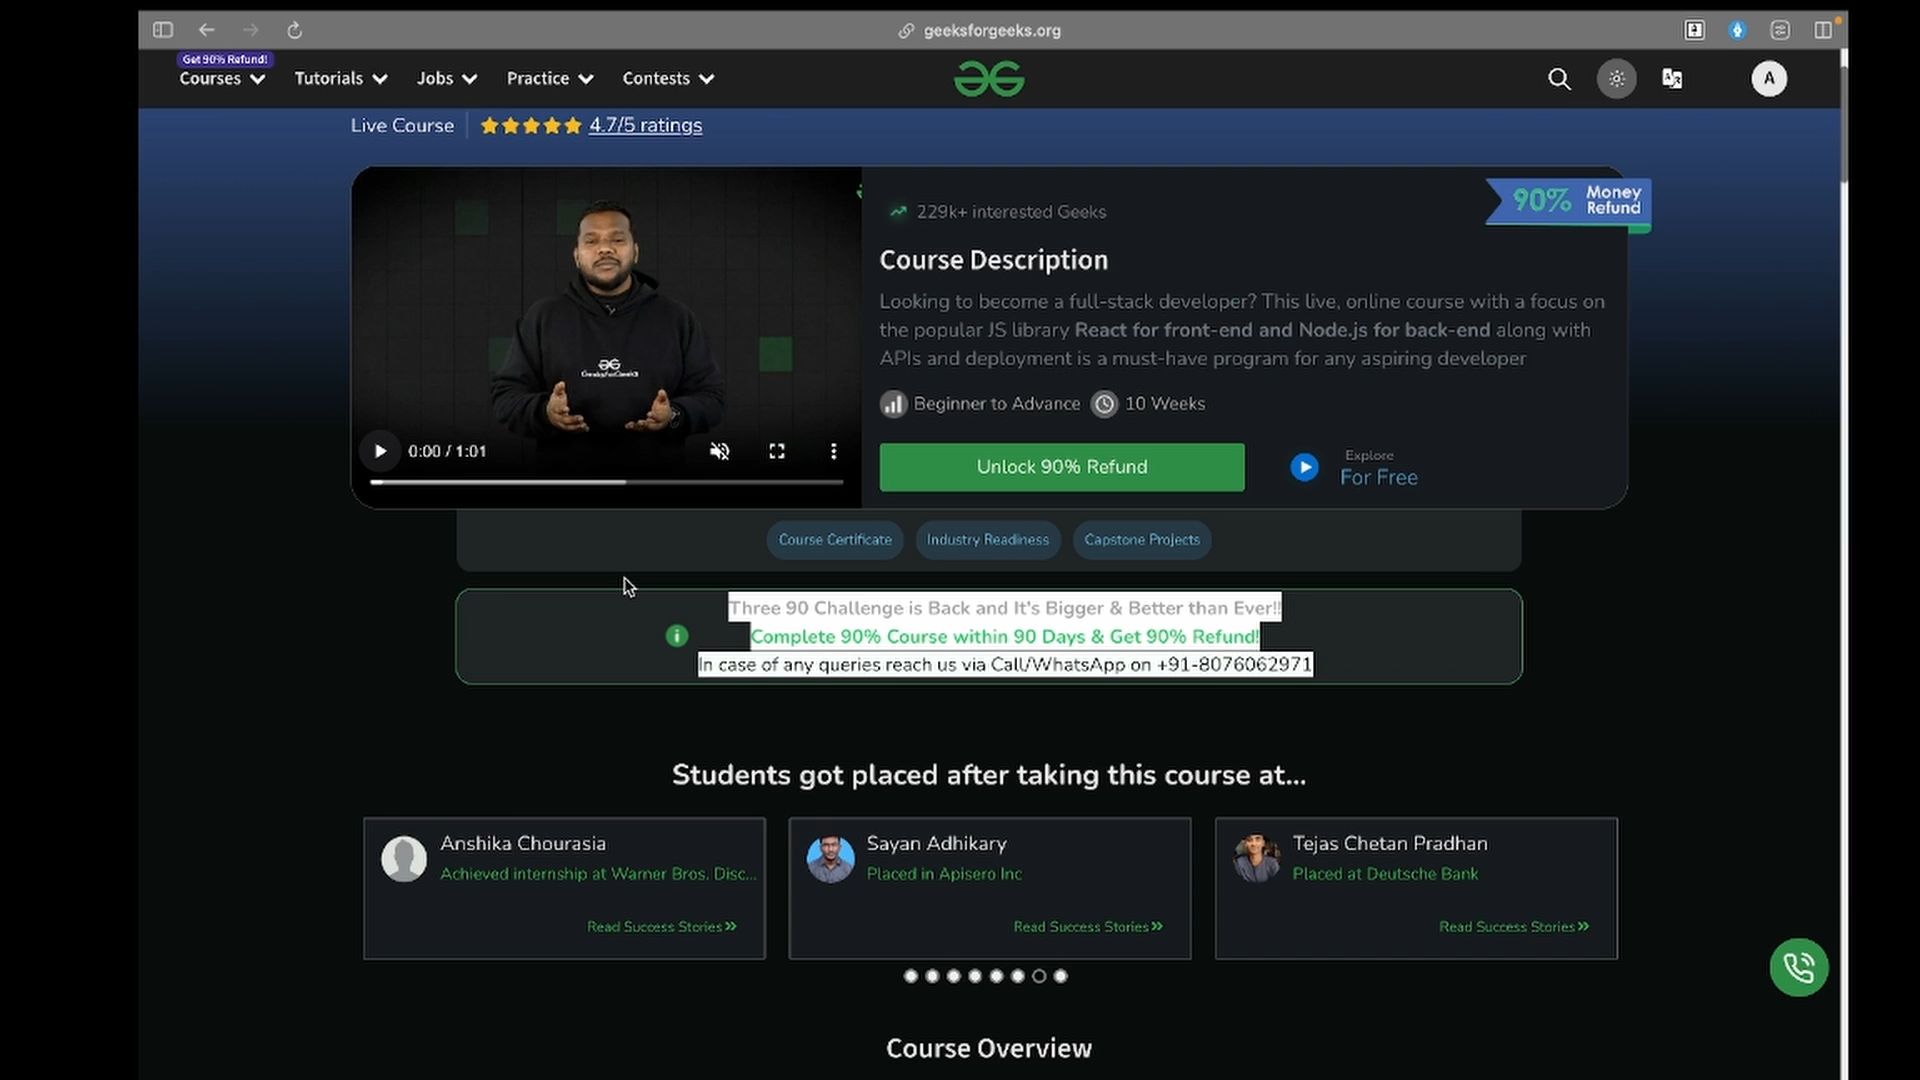 geeksforgeeks.org
Get 90% Refund!
Courses Tutorials Jobs Practice Contests
A
Live Course 4.7/5 ratings
229k+ interested Geeks
90% Money Refund
Course Description
Looking to become a full-stack developer? This live, online course with a focus on
the popular JS library React for front-end and Node.js for back-end along with
APIs and deployment is a must-have program for any aspiring developer
Beginner to Advance 10 Weeks
GeeksforGeeks
0:00 / 1:01
Unlock 90% Refund
Explore
For Free
Course Certificate Industry Readiness Capstone Projects
Three 90 Challenge is Back and It's Bigger & Better than Ever!!
Complete 90% Course within 90 Days & Get 90% Refund!
In case of any queries reach us via Call/WhatsApp on +91-8076062971
Students got placed after taking this course at...
Anshika Chourasia
Achieved internship at Warner Bros. Disc...
Read Success Stories
Sayan Adhikary
Placed in Apisero Inc
Read Success Stories
Tejas Chetan Pradhan
Placed at Deutsche Bank
Read Success Stories
Course Overview